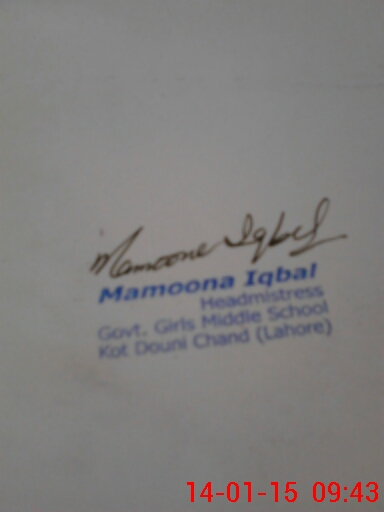 Mamoona Iqbal
Mamoona Iqbal
Headmistress
Govt. Girls Middle School
Kot Douni Chand (Lahore)
14-01-15 09:43